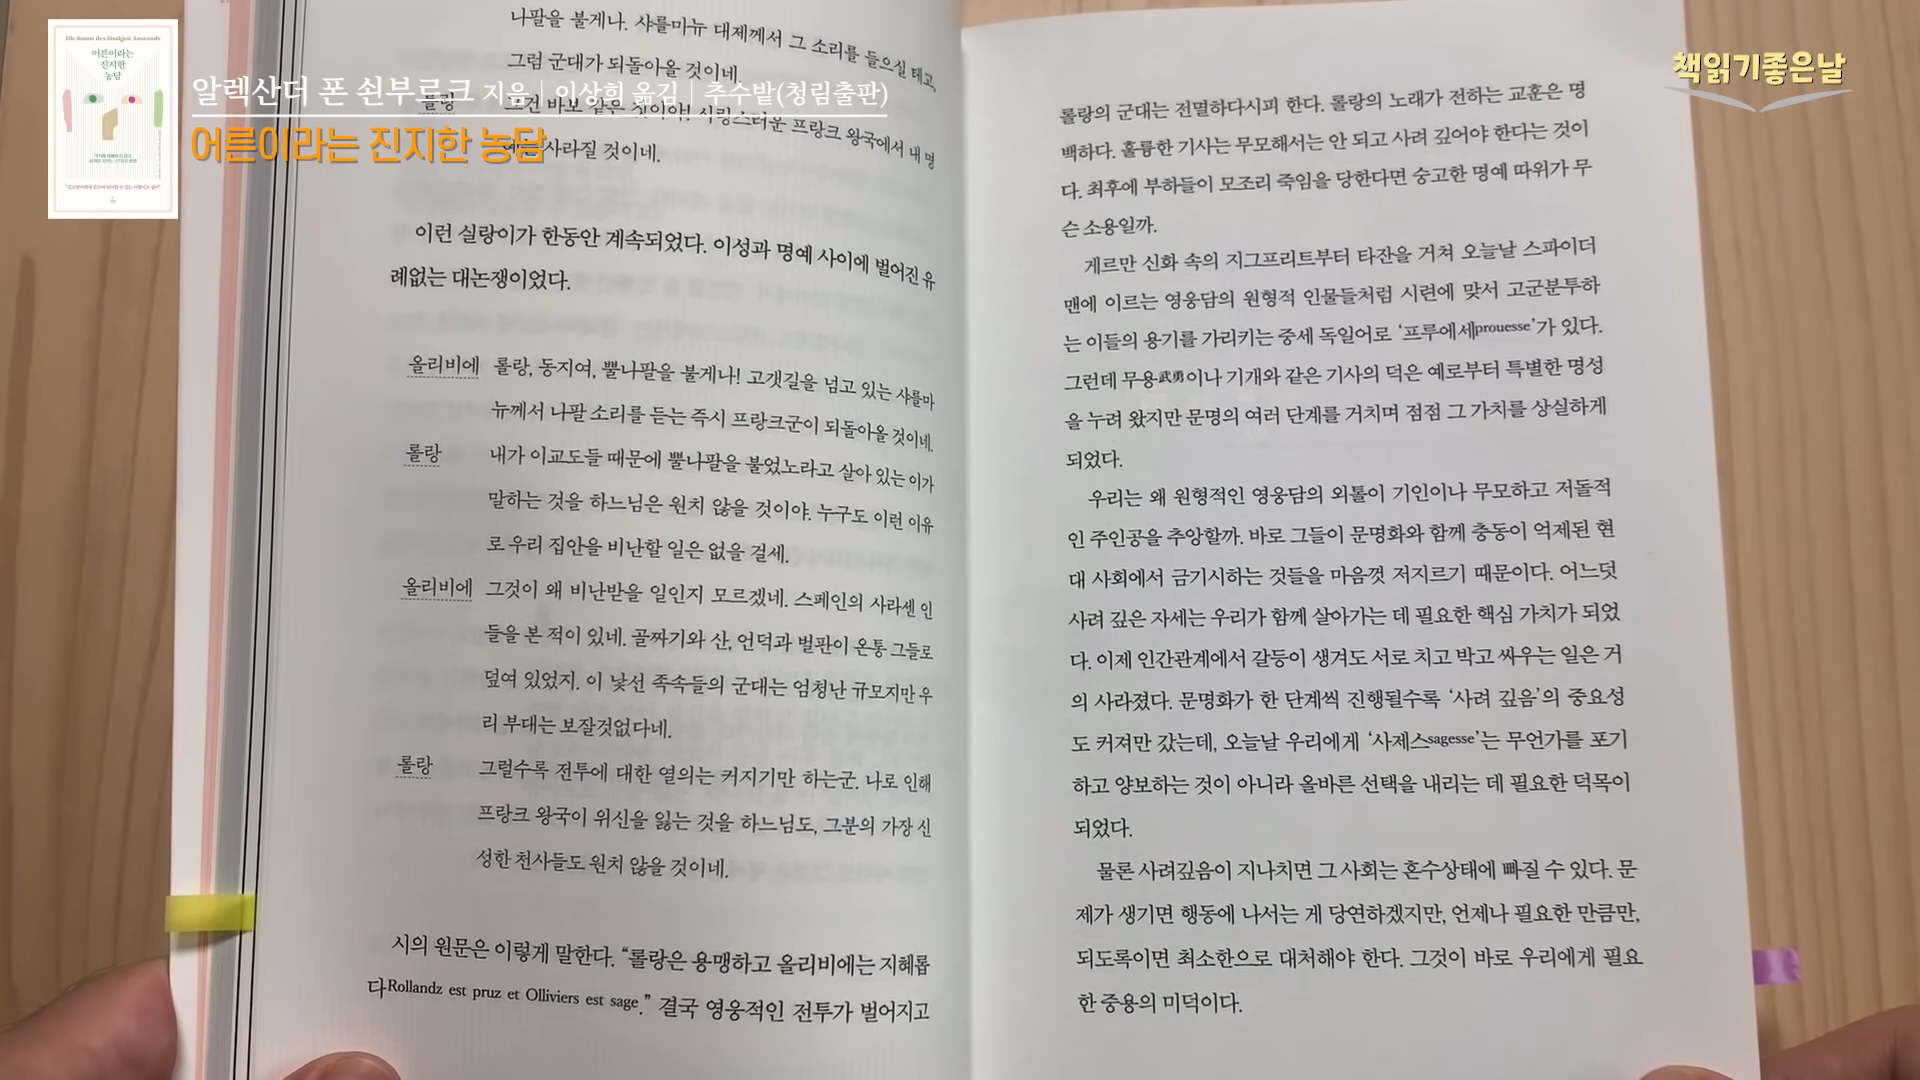 Die Kunst des lässigen Anstands
어른이라는
진지한
농담
알렉산더 폰 쇤부르크 지음 | 이상희 옮김 | 추수밭(청림출판)
어른이라는 진지한 농담
책읽기좋은날
나팔을 불게나. 샤를마뉴 대제께서 그 소리를 들으실 테고,
그럼 군대가 되돌아올 것이네.
롤랑 그건 바보 같은 짓이야! 사랑스러운 프랑크 왕국에서 내 명
예는 사라질 것이네.
이런 실랑이가 한동안 계속되었다. 이성과 명예 사이에 벌어진 유
례없는 대논쟁이었다.
올리비에 롤랑, 동지여, 뿔나팔을 불게나! 고갯길을 넘고 있는 샤를마
뉴께서 나팔 소리를 듣는 즉시 프랑크군이 되돌아올 것이네.
롤랑 내가 이교도들 때문에 뿔나팔을 불었노라고 살아 있는 이가
말하는 것을 하느님은 원치 않을 것이야. 누구도 이런 이유
로 우리 집안을 비난할 일은 없을 걸세.
올리비에 그것이 왜 비난받을 일인지 모르겠네. 스페인의 사라센 인
들을 본 적이 있네. 골짜기와 산, 언덕과 벌판이 온통 그들로
덮여 있었지. 이 낯선 족속들의 군대는 엄청난 규모지만 우
리 부대는 보잘것없다네.
롤랑 그럴수록 전투에 대한 열의는 커지기만 하는군. 나로 인해
프랑크 왕국이 위신을 잃는 것을 하느님도, 그분의 가장 신
성한 천사들도 원치 않을 것이네.
시의 원문은 이렇게 말한다. “롤랑은 용맹하고 올리비에는 지혜롭
다Rollandz est pruz et Olliviers est sage.” 결국 영웅적인 전투가 벌어지고
롤랑의 군대는 전멸하다시피 한다. 롤랑의 노래가 전하는 교훈은 명
백하다. 훌륭한 기사는 무모해서는 안 되고 사려 깊어야 한다는 것이
다. 최후에 부하들이 모조리 죽임을 당한다면 숭고한 명예 따위가 무
슨 소용일까.
게르만 신화 속의 지그프리트부터 타잔을 거쳐 오늘날 스파이더
맨에 이르는 영웅담의 원형적 인물들처럼 시련에 맞서 고군분투하
는 이들의 용기를 가리키는 중세 독일어로 ‘프루에세prouesse’가 있다.
그런데 무용武勇이나 기개와 같은 기사의 덕은 예로부터 특별한 명성
을 누려 왔지만 문명의 여러 단계를 거치며 점점 그 가치를 상실하게
되었다.
우리는 왜 원형적인 영웅담의 외톨이 기인이나 무모하고 저돌적
인 주인공을 추앙할까. 바로 그들이 문명화와 함께 충동이 억제된 현
대 사회에서 금기시하는 것들을 마음껏 저지르기 때문이다. 어느덧
사려 깊은 자세는 우리가 함께 살아가는 데 필요한 핵심 가치가 되었
다. 이제 인간관계에서 갈등이 생겨도 서로 치고 박고 싸우는 일은 거
의 사라졌다. 문명화가 한 단계씩 진행될수록 ‘사려 깊음’의 중요성
도 커져만 갔는데, 오늘날 우리에게 ‘사제스sagesse’는 무언가를 포기
하고 양보하는 것이 아니라 올바른 선택을 내리는 데 필요한 덕목이
되었다.
물론 사려깊음이 지나치면 그 사회는 혼수상태에 빠질 수 있다. 문
제가 생기면 행동에 나서는 게 당연하겠지만, 언제나 필요한 만큼만,
되도록이면 최소한으로 대처해야 한다. 그것이 바로 우리에게 필요
한 중용의 미덕이다.